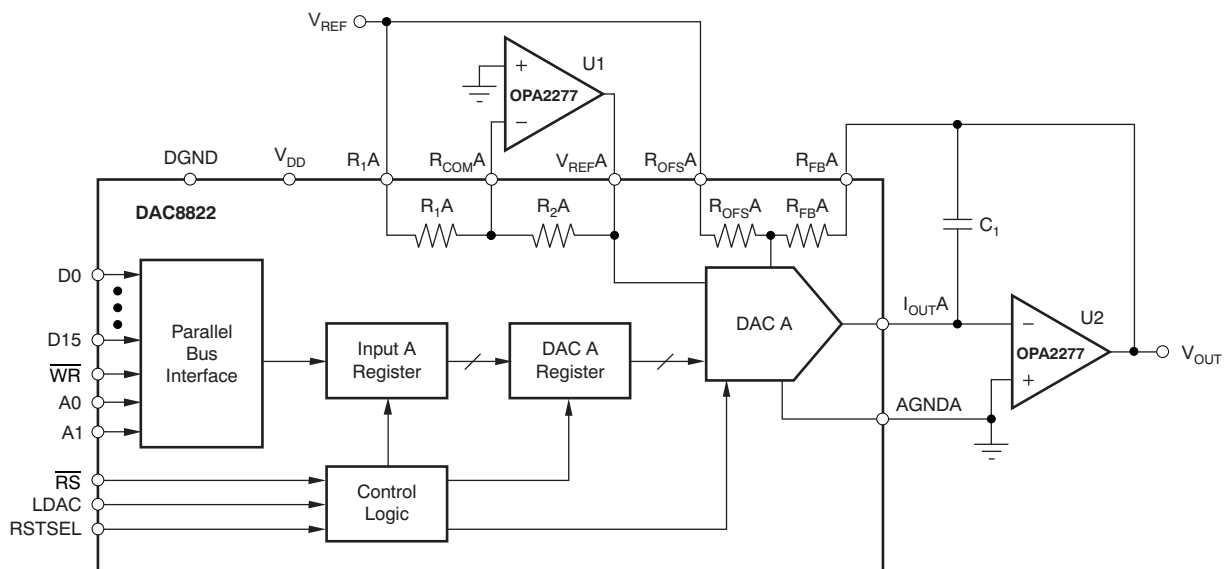 V_REF
U1
+
OPA2277
−
DGND
V_DD
R_1A
R_COMA
V_REFA
R_OFSA
R_FBA
DAC8822
R_1A
R_2A
R_OFSA
R_FBA
C_1
D0
D15
WR
A0
A1
Parallel
Bus
Interface
Input A
Register
DAC A
Register
DAC A
I_OUTA
−
U2
OPA2277
+
V_OUT
AGNDA
RS
LDAC
RSTSEL
Control
Logic